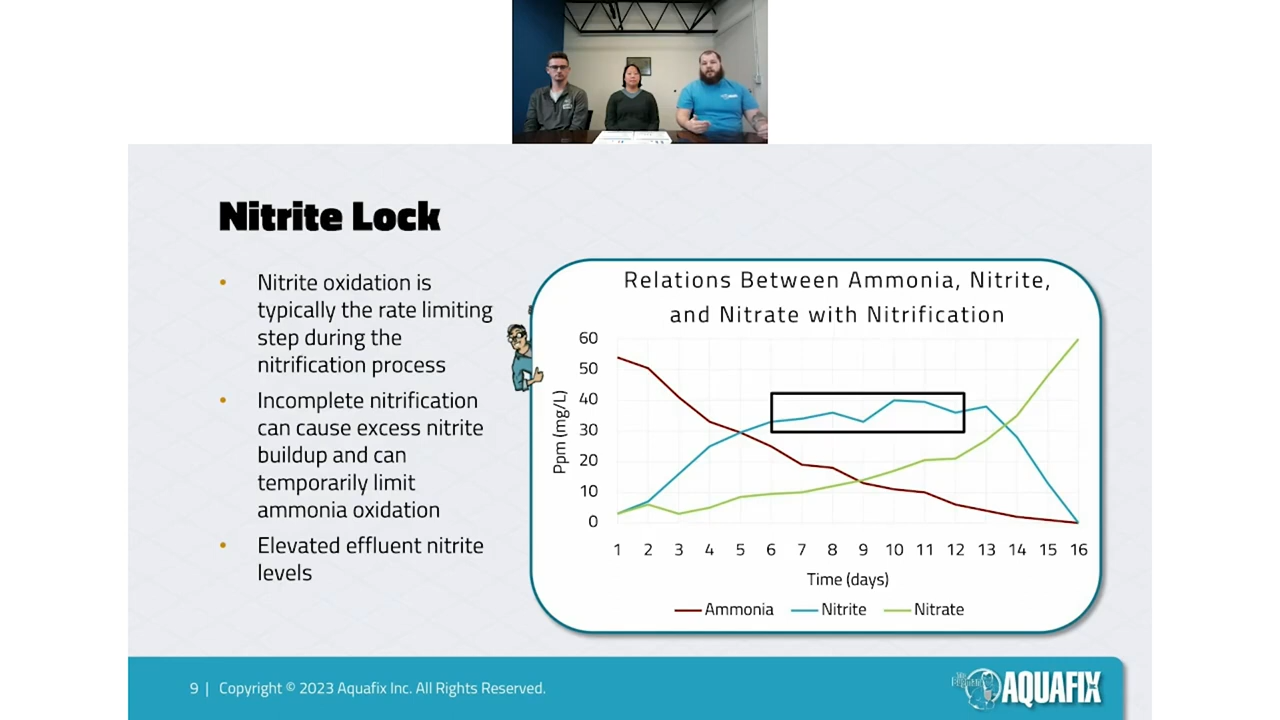 Nitrite Lock
• Nitrite oxidation is
typically the rate limiting
step during the
nitrification process
• Incomplete nitrification
can cause excess nitrite
buildup and can
temporarily limit
ammonia oxidation
• Elevated effluent nitrite
levels
Relations Between Ammonia, Nitrite,
and Nitrate with Nitrification
Ppm (mg/L)
60
50
40
30
20
10
0
1 2 3 4 5 6 7 8 9 10 11 12 13 14 15 16
Time (days)
Ammonia Nitrite Nitrate
9 | Copyright © 2023 Aquafix Inc. All Rights Reserved.
AQUAFIX